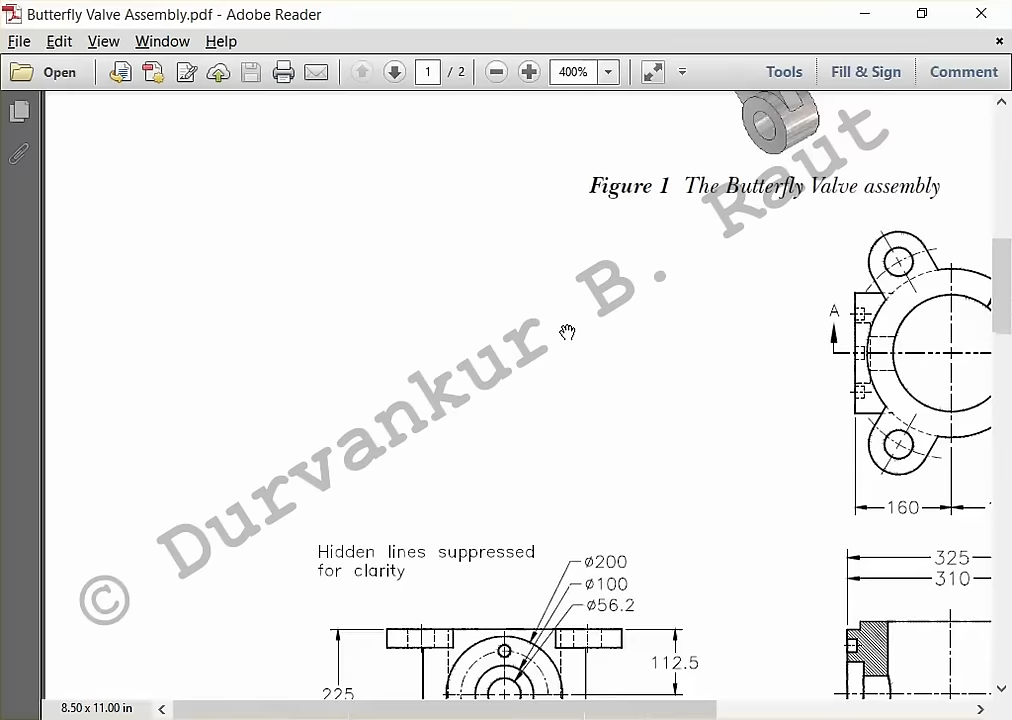 Butterfly Valve Assembly.pdf - Adobe Reader
File Edit View Window Help
Open 1 / 2 400% Tools Fill & Sign Comment
Figure 1 The Butterfly Valve assembly
© Durvankur B. Raut
A
160
Hidden lines suppressed
for clarity
ø200
ø100
ø56.2
325
310
112.5
225
8.50 x 11.00 in